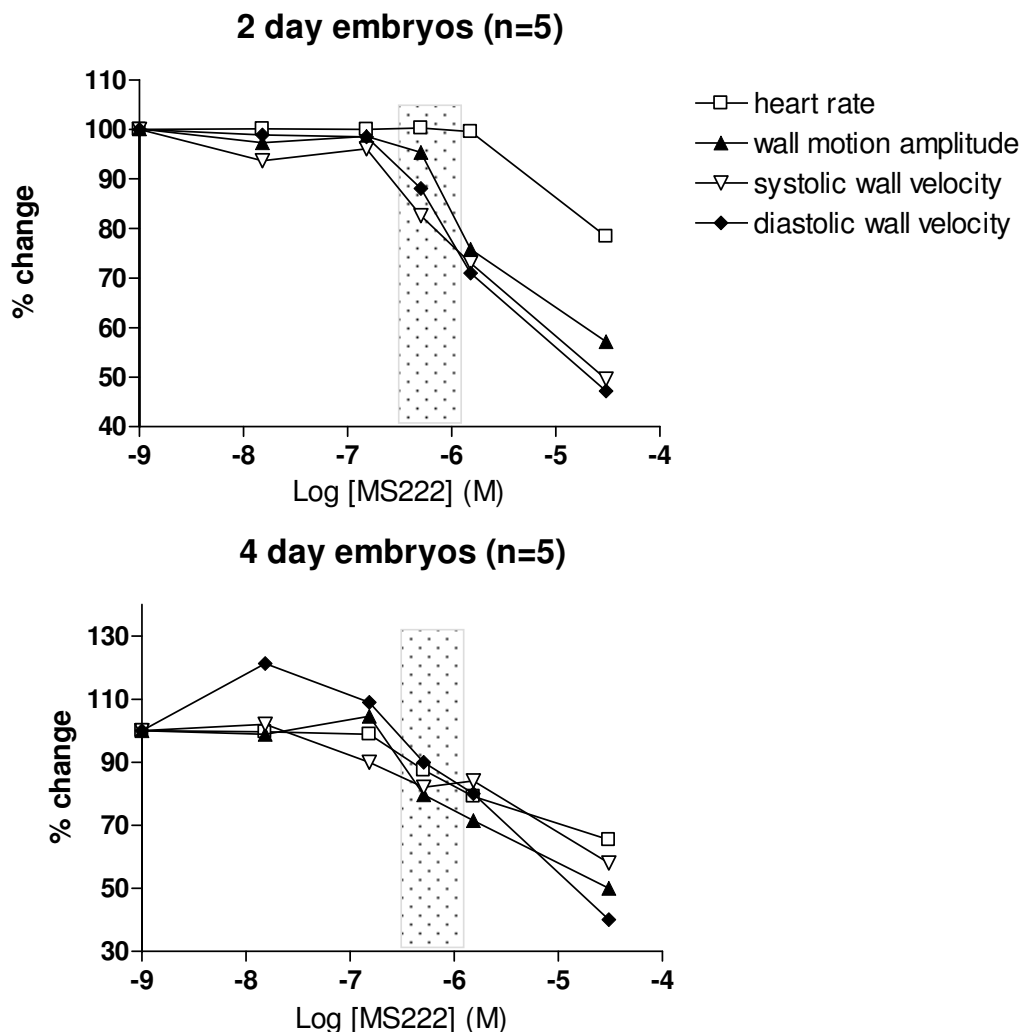 2 day embryos (n=5)
110
100
90
80
70
60
50
40
% change
-9 -8 -7 -6 -5 -4
Log [MS222] (M)
heart rate
wall motion amplitude
systolic wall velocity
diastolic wall velocity
4 day embryos (n=5)
130
110
90
70
50
30
% change
-9 -8 -7 -6 -5 -4
Log [MS222] (M)